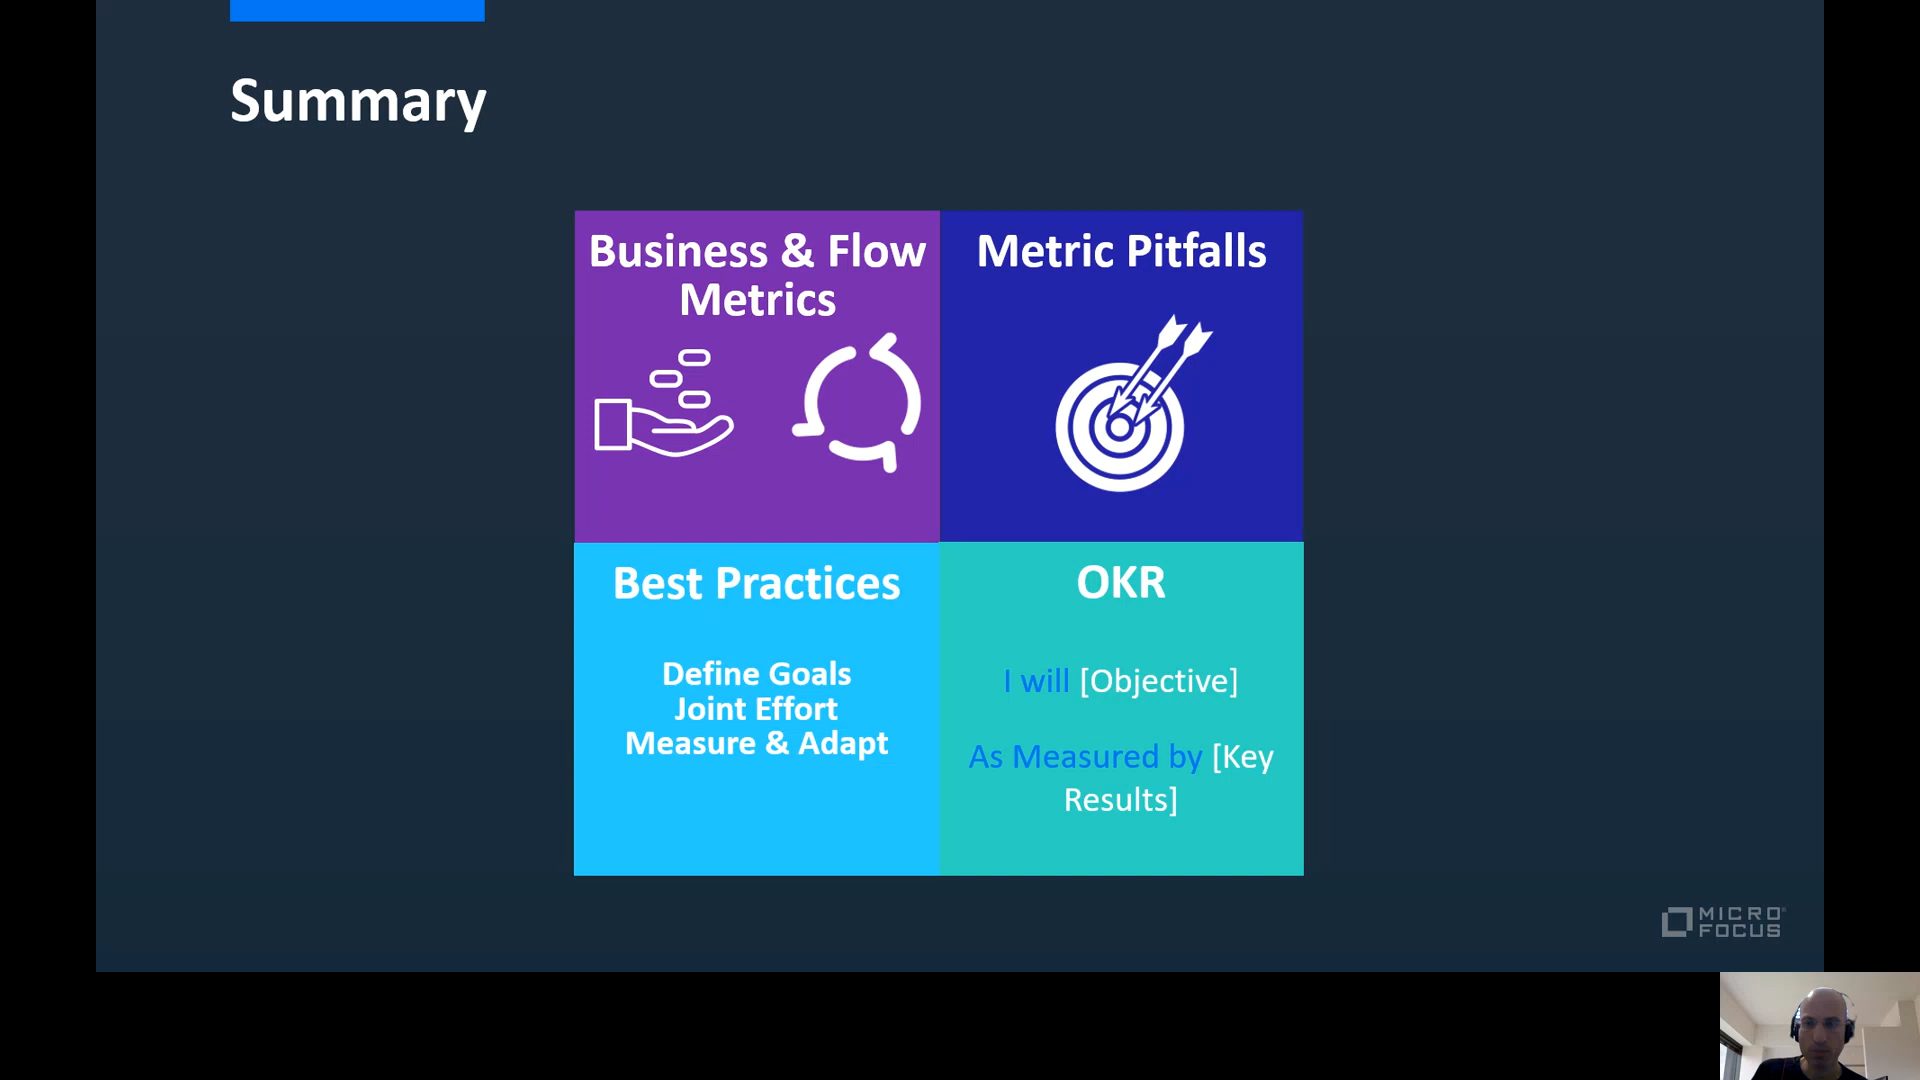 Summary
Business & Flow
Metrics
Metric Pitfalls
Best Practices
Define Goals
Joint Effort
Measure & Adapt
OKR
I will [Objective]
As Measured by [Key
Results]
MICRO
FOCUS